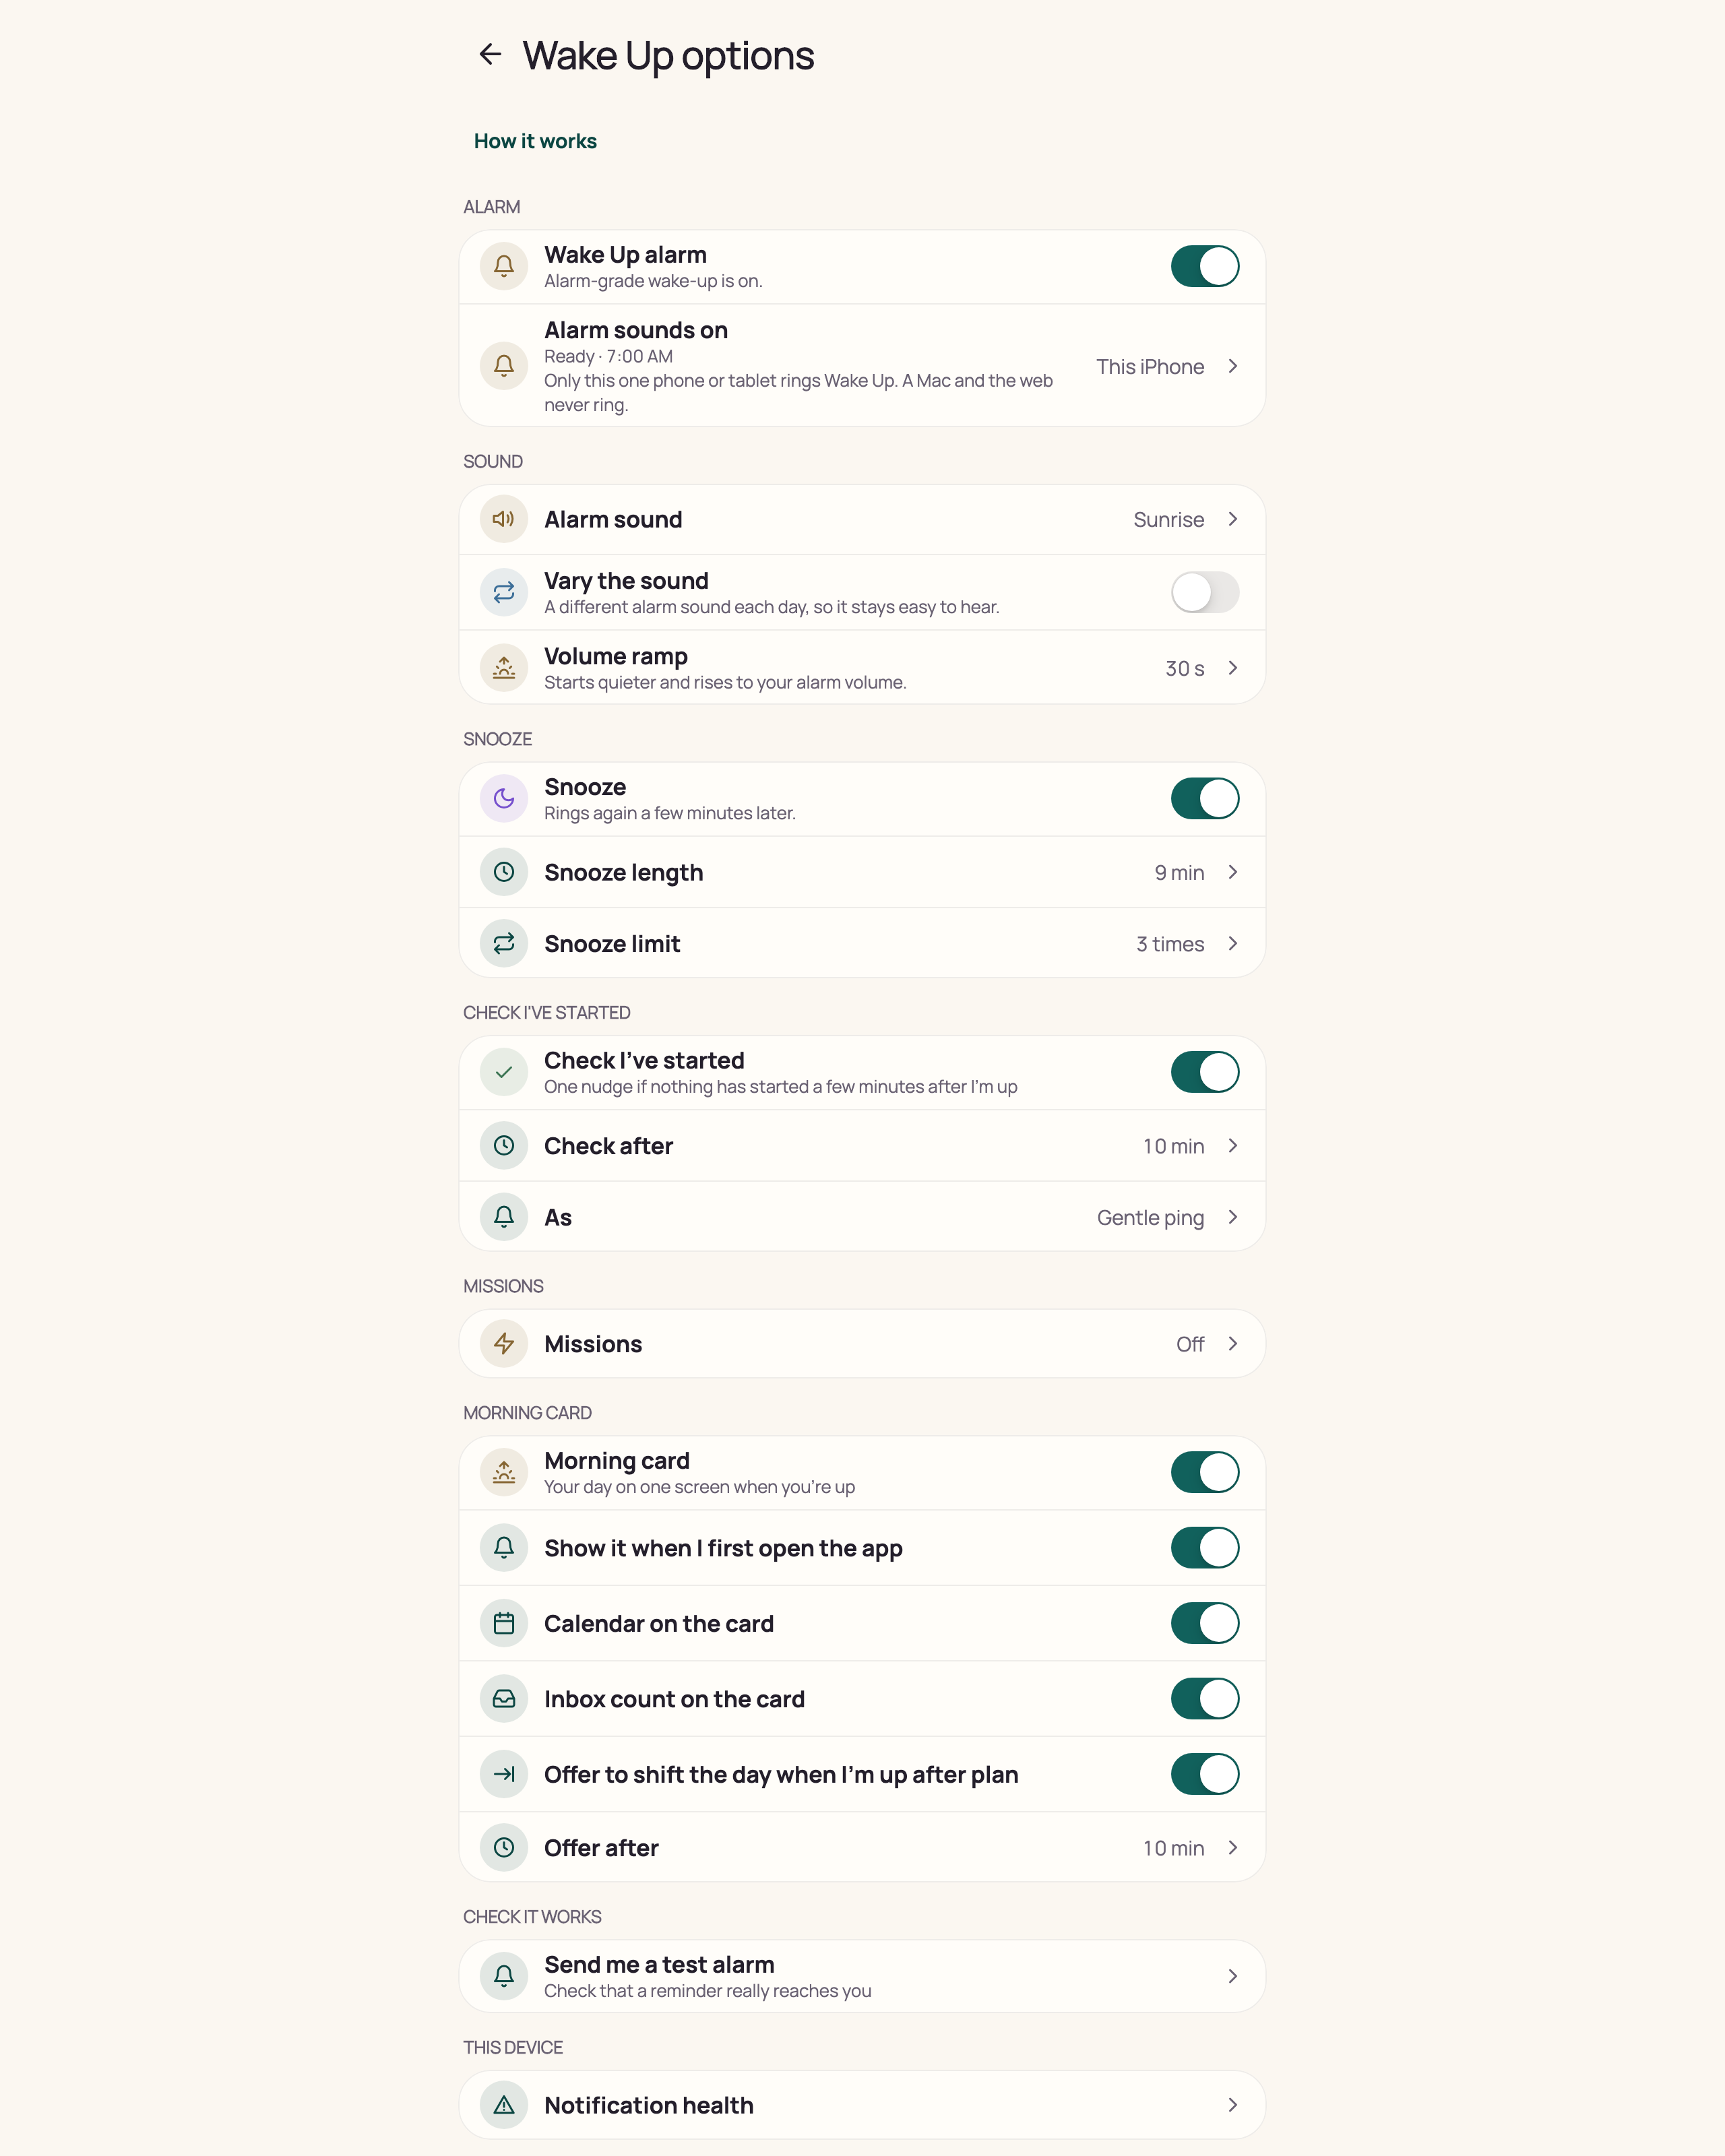 Wake Up options
How it works
ALARM
Wake Up alarm
Alarm-grade wake-up is on.
Alarm sounds on
Ready · 7:00 AM
Only this one phone or tablet rings Wake Up. A Mac and the web
never ring.
This iPhone
SOUND
Alarm sound
Sunrise
Vary the sound
A different alarm sound each day, so it stays easy to hear.
Volume ramp
Starts quieter and rises to your alarm volume.
30 s
SNOOZE
Snooze
Rings again a few minutes later.
Snooze length
9 min
Snooze limit
3 times
CHECK I'VE STARTED
Check I've started
One nudge if nothing has started a few minutes after I'm up
Check after
10 min
As
Gentle ping
MISSIONS
Missions
Off
MORNING CARD
Morning card
Your day on one screen when you're up
Show it when I first open the app
Calendar on the card
Inbox count on the card
Offer to shift the day when I'm up after plan
Offer after
10 min
CHECK IT WORKS
Send me a test alarm
Check that a reminder really reaches you
THIS DEVICE
Notification health